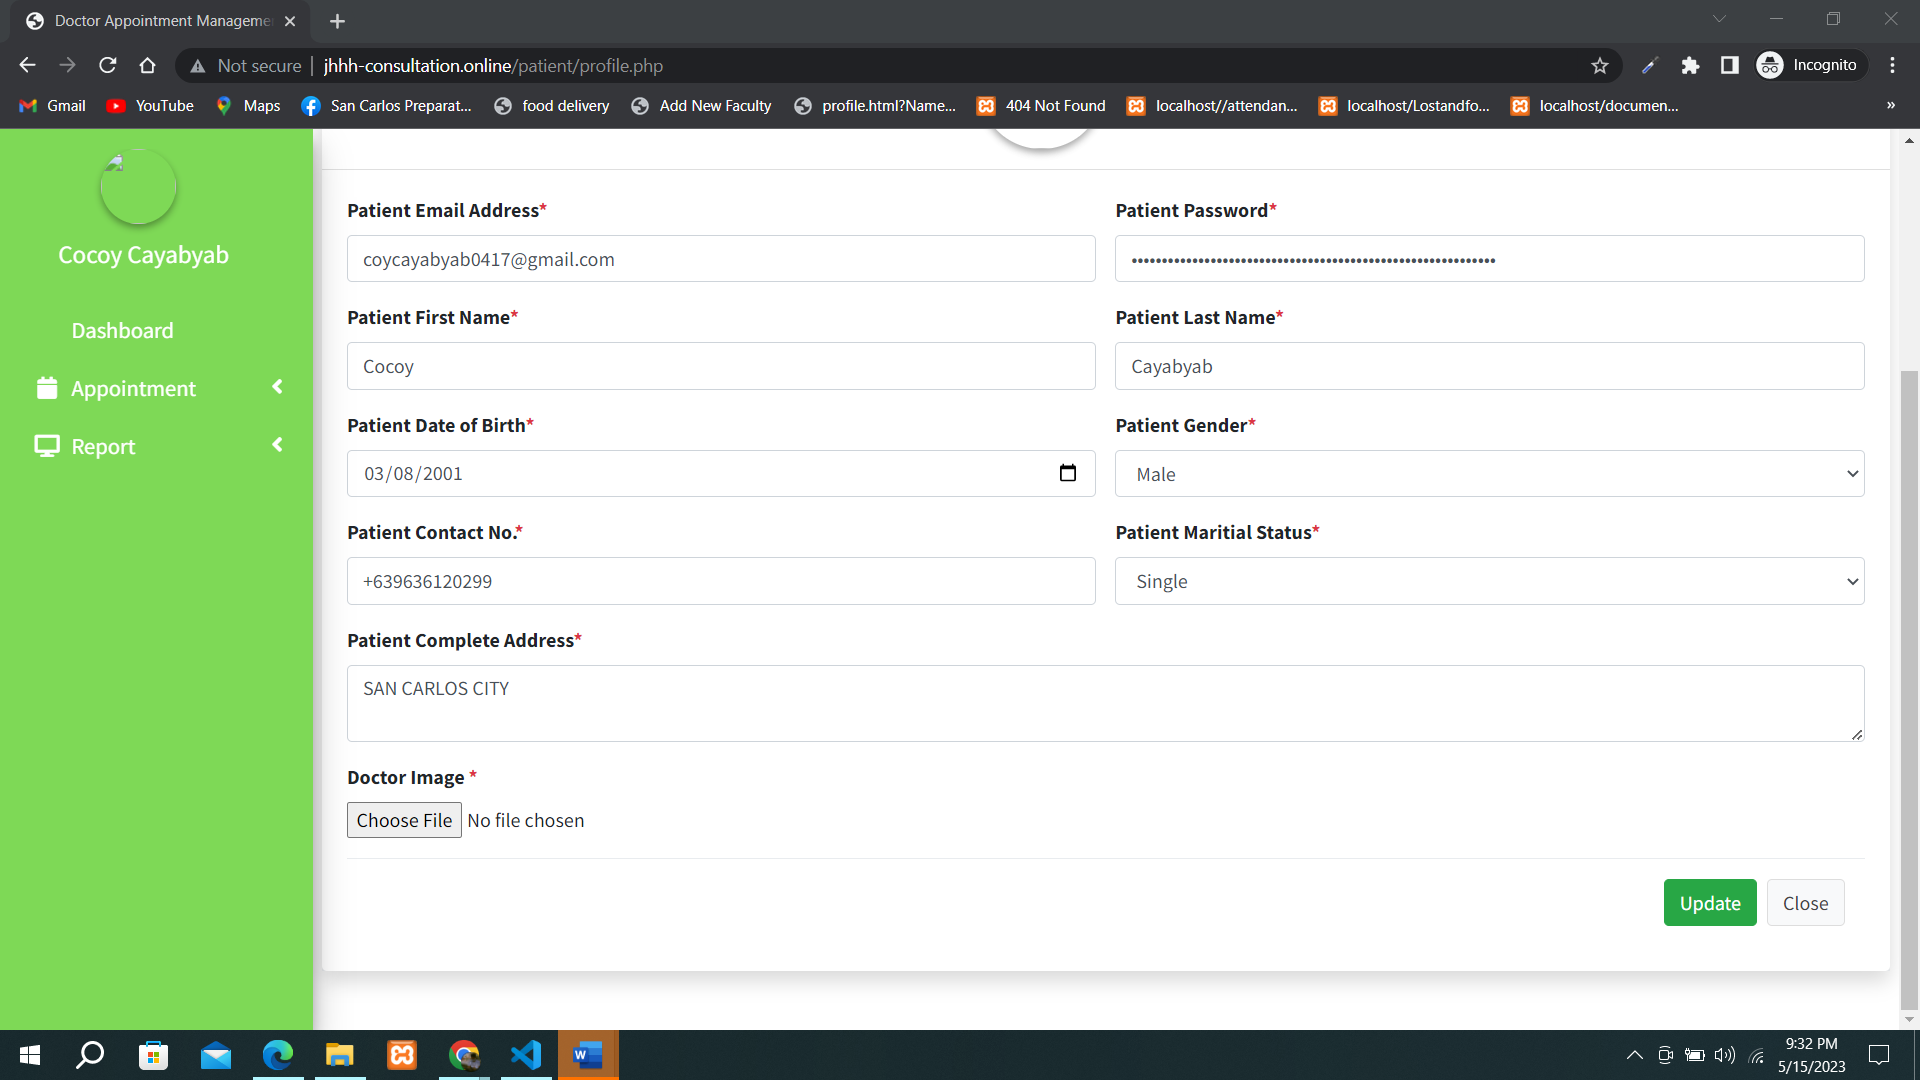 Doctor Appointment Manageme
Not secure jhhh-consultation.online/patient/profile.php Incognito
Gmail YouTube Maps San Carlos Preparat... food delivery Add New Faculty profile.html?Name... 404 Not Found localhost//attendan... localhost/Lostandfo... localhost/documen... »
Cocoy Cayabyab
Dashboard
Appointment
Report
Patient Email Address* Patient Password*
coycayabyab0417@gmail.com
Patient First Name* Patient Last Name*
Cocoy Cayabyab
Patient Date of Birth* Patient Gender*
03/08/2001 Male
Patient Contact No.* Patient Maritial Status*
+639636120299 Single
Patient Complete Address*
SAN CARLOS CITY
Doctor Image *
Choose File No file chosen
Update Close
9:32 PM
5/15/2023